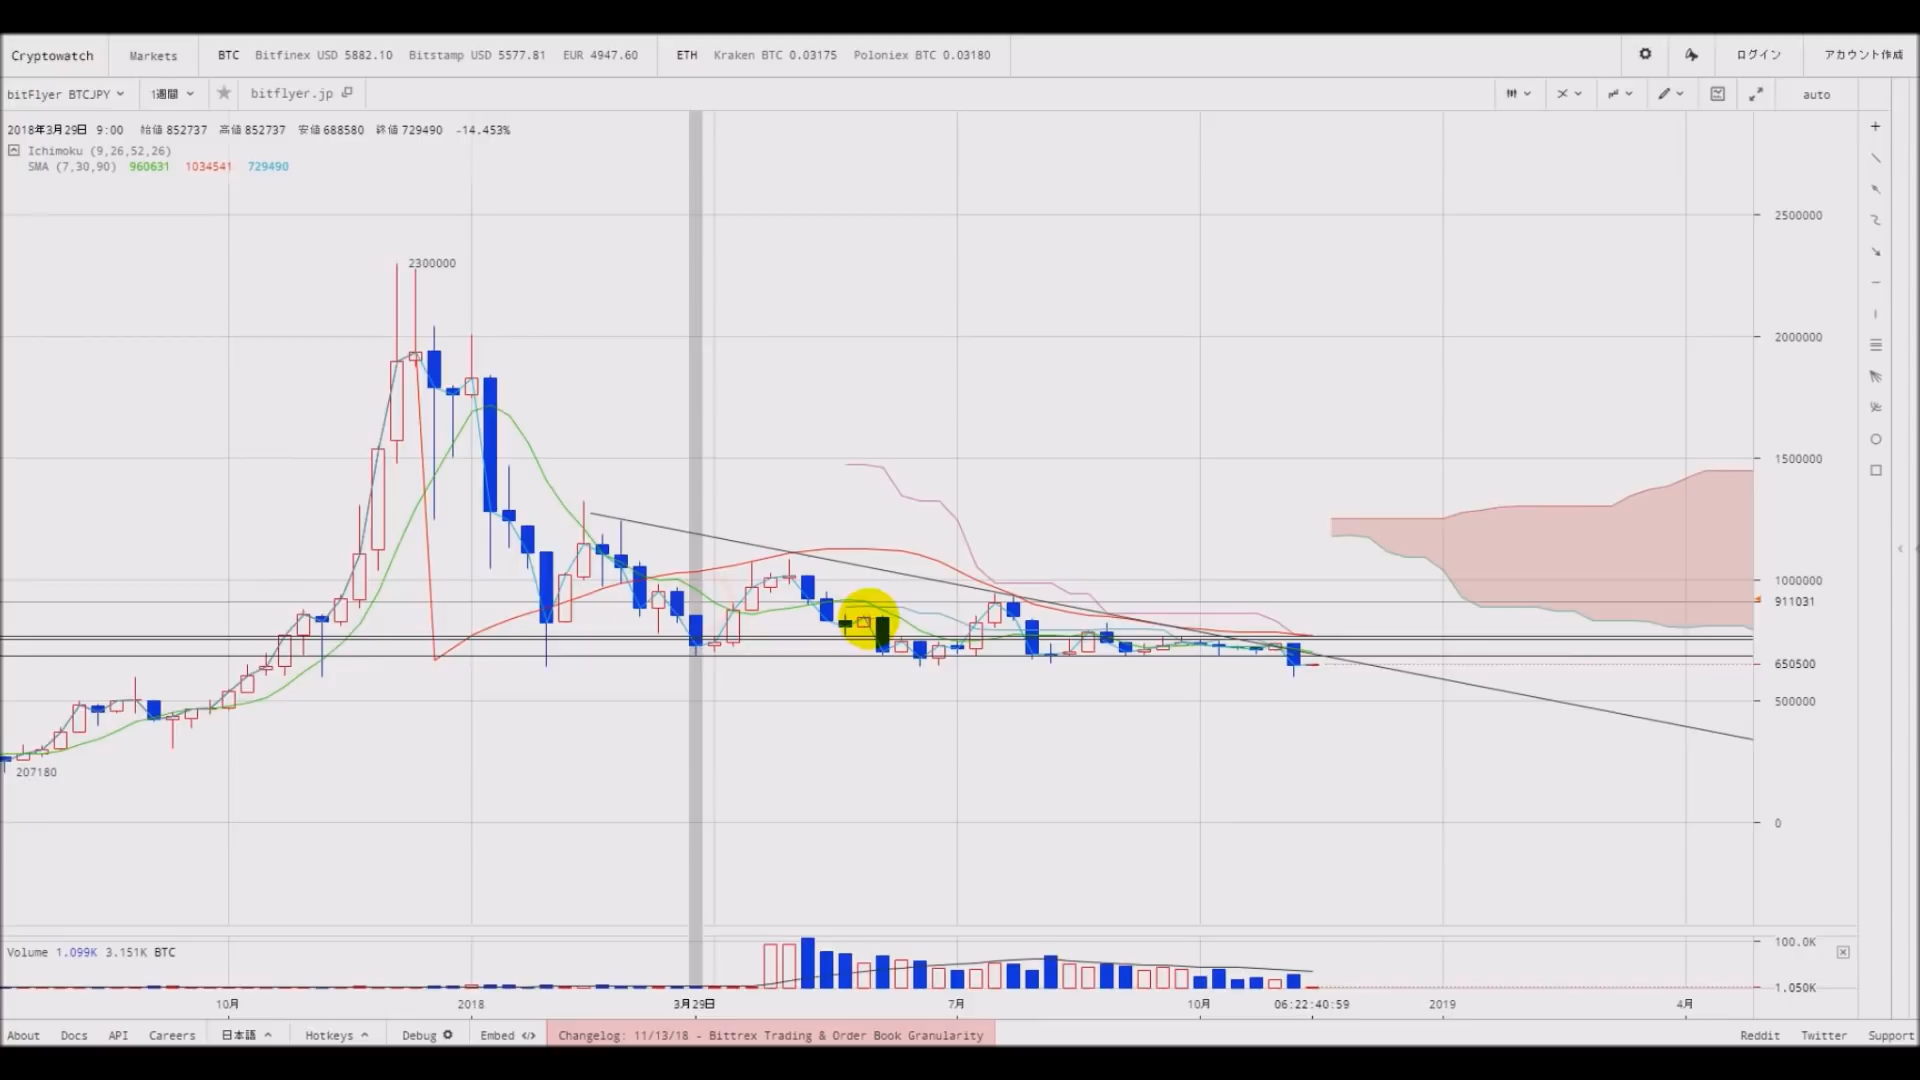 Cryptowatch Markets BTC Bitfinex USD 5882.10 Bitstamp USD 5577.81 EUR 4947.60 ETH Kraken BTC 0.03175 Poloniex BTC 0.03180 ログイン アカウント作成
bitFlyer BTCJPY 1週間 bitflyer.jp auto
2018年3月29日 9:00 始値 852737 高値 852737 安値 688580 終値 729490 -14.453%
Ichimoku (9,26,52,26)
SMA (7,30,90) 960631 1034541 729490
2500000
2300000
2000000
1500000
1000000
911031
650500
500000
207180
0
Volume 1.099K 3.151K BTC
100.0K
1.050K
10月 2018 3月29日 7月 10月 06:22:40:59 2019 4月
About Docs API Careers 日本語 Hotkeys Debug Embed Changelog: 11/13/18 - Bittrex Trading & Order Book Granularity Reddit Twitter Support